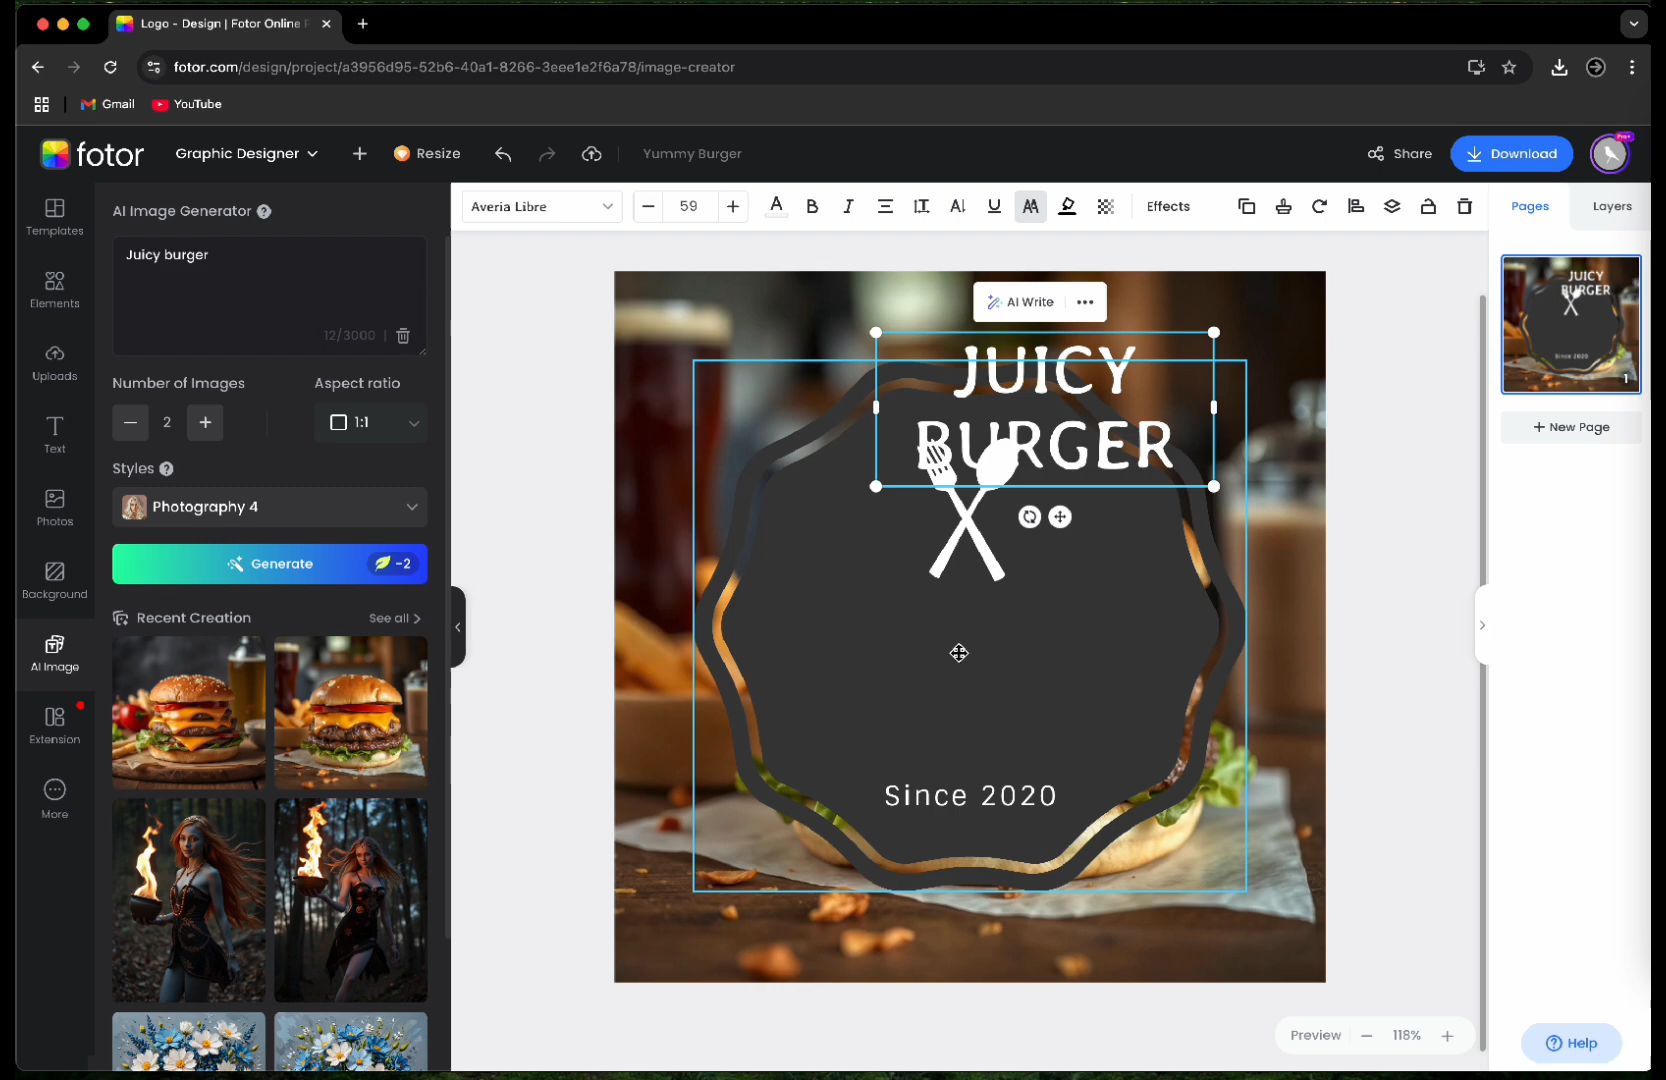 Logo - Design | Fotor Online
fotor.com/design/project/a3956d95-52b6-40a1-8266-3eee1e2f6a78/image-creator
Gmail YouTube
fotor Graphic Designer Resize Yummy Burger Share Download
Pro+
Templates
Elements
Uploads
Text
Photos
Background
AI Image
Extension
More
AI Image Generator
Juicy burger
12/3000
Number of Images Aspect ratio
2 1:1
Styles
Photography 4
Generate -2
Recent Creation See all
Averia Libre 59 A B I U Effects
AI Write
JUICY
BURGER
Since 2020
Preview 118%
Pages Layers
JUICY
BURGER
Since 2020
1
+ New Page
Help